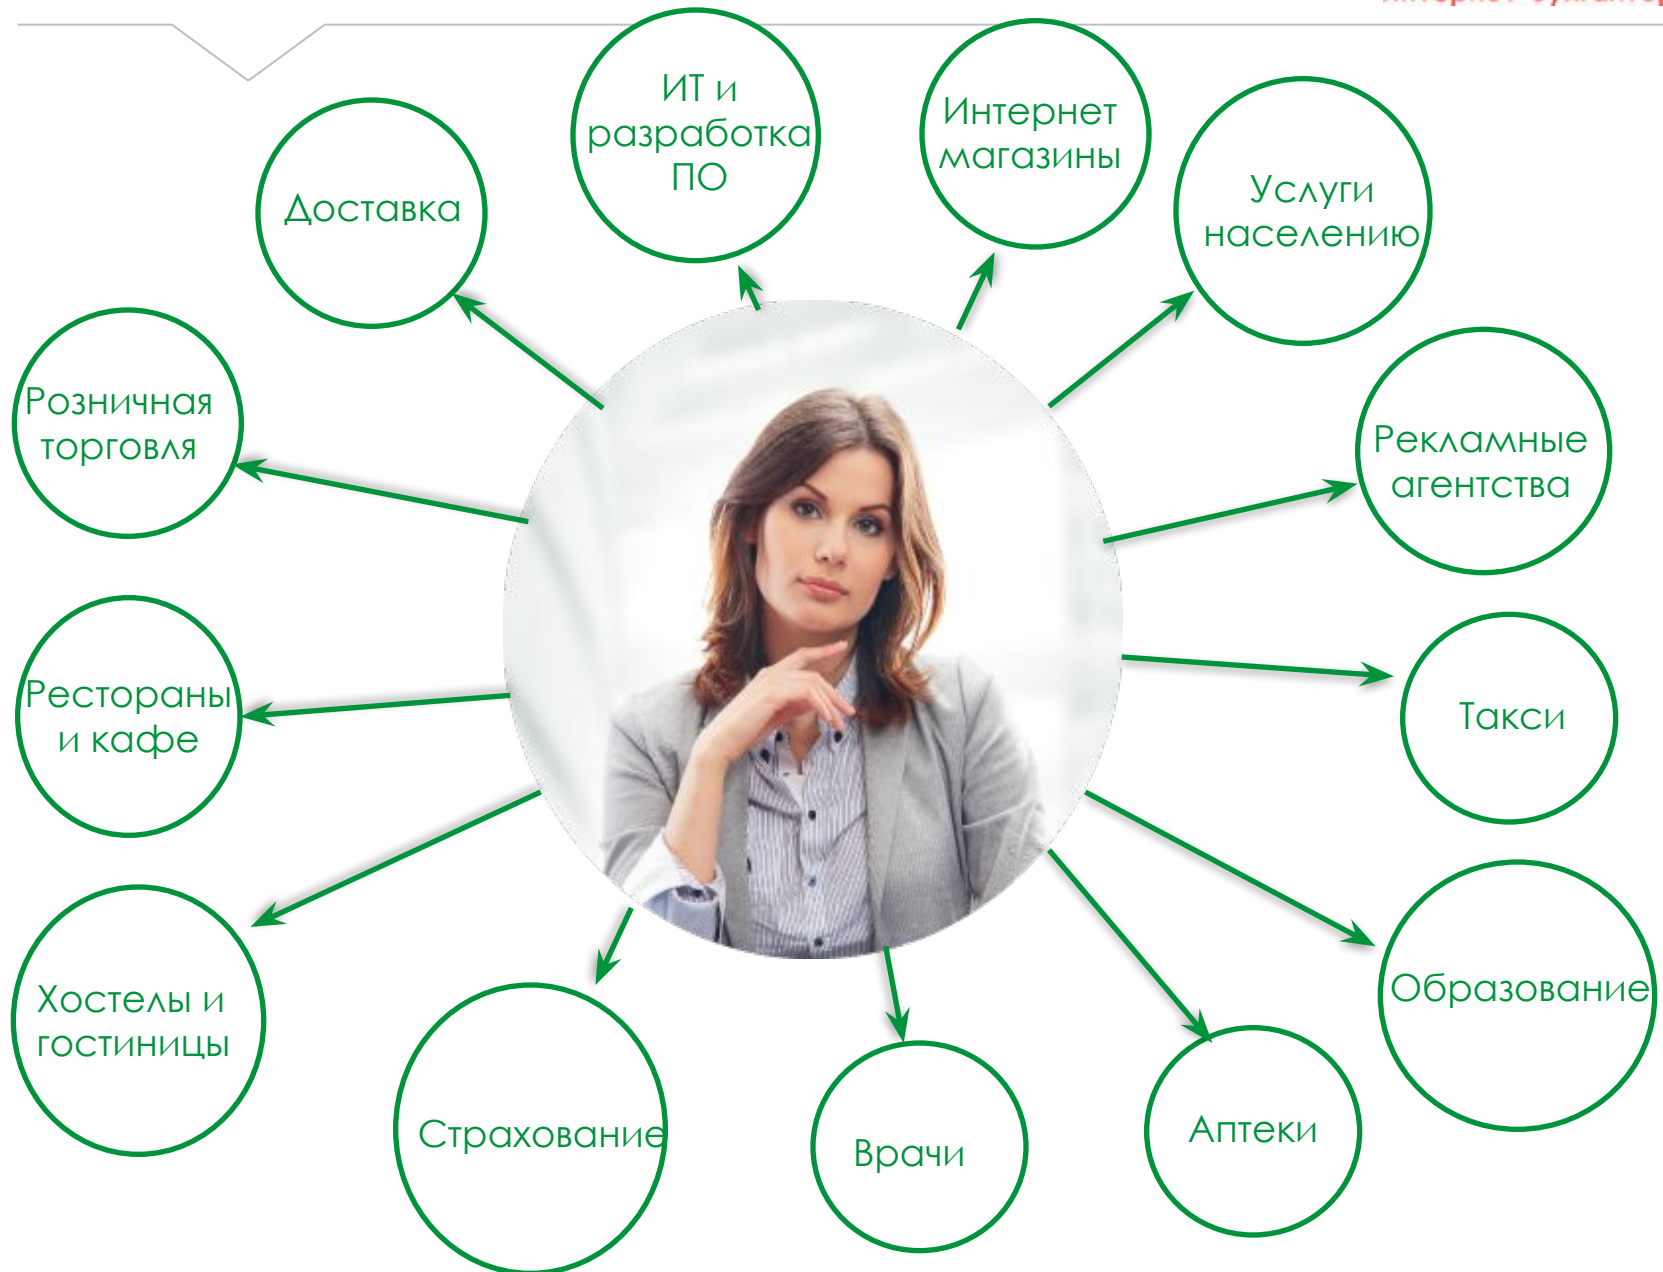 ИТ и
разработка
ПО
Интернет
магазины
Доставка
Услуги
населению
Розничная
торговля
Рекламные
агентства
Рестораны
и кафе
Такси
Хостелы и
гостиницы
Образование
Страхование
Врачи
Аптеки